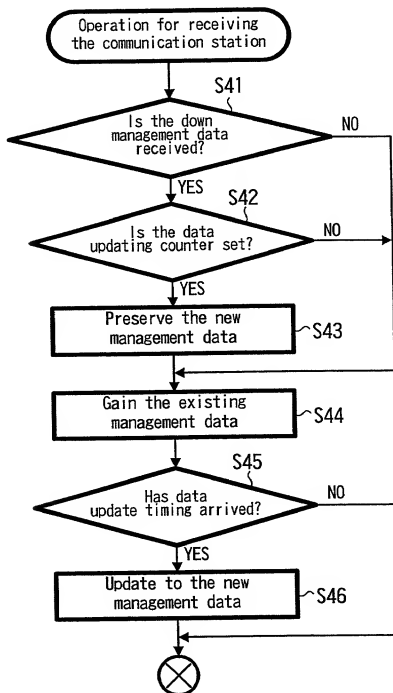 Operation for receiving
the communication station
S41
Is the down
management data
received?
NO
YES
S42
Is the data
updating counter set?
NO
YES
Preserve the new
management data
S43
Gain the existing
management data
S44
S45
Has data
update timing arrived?
NO
YES
Update to the new
management data
S46